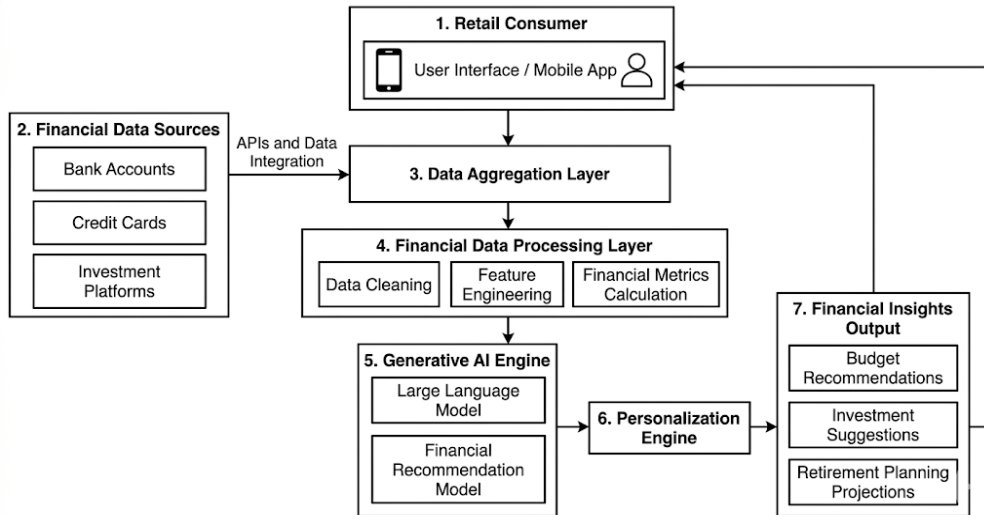 1. Retail Consumer
User Interface / Mobile App
2. Financial Data Sources
Bank Accounts
Credit Cards
Investment
Platforms
APIs and Data
Integration
3. Data Aggregation Layer
4. Financial Data Processing Layer
Data Cleaning
Feature
Engineering
Financial Metrics
Calculation
5. Generative AI Engine
Large Language
Model
Financial
Recommendation
Model
6. Personalization
Engine
7. Financial Insights
Output
Budget
Recommendations
Investment
Suggestions
Retirement Planning
Projections